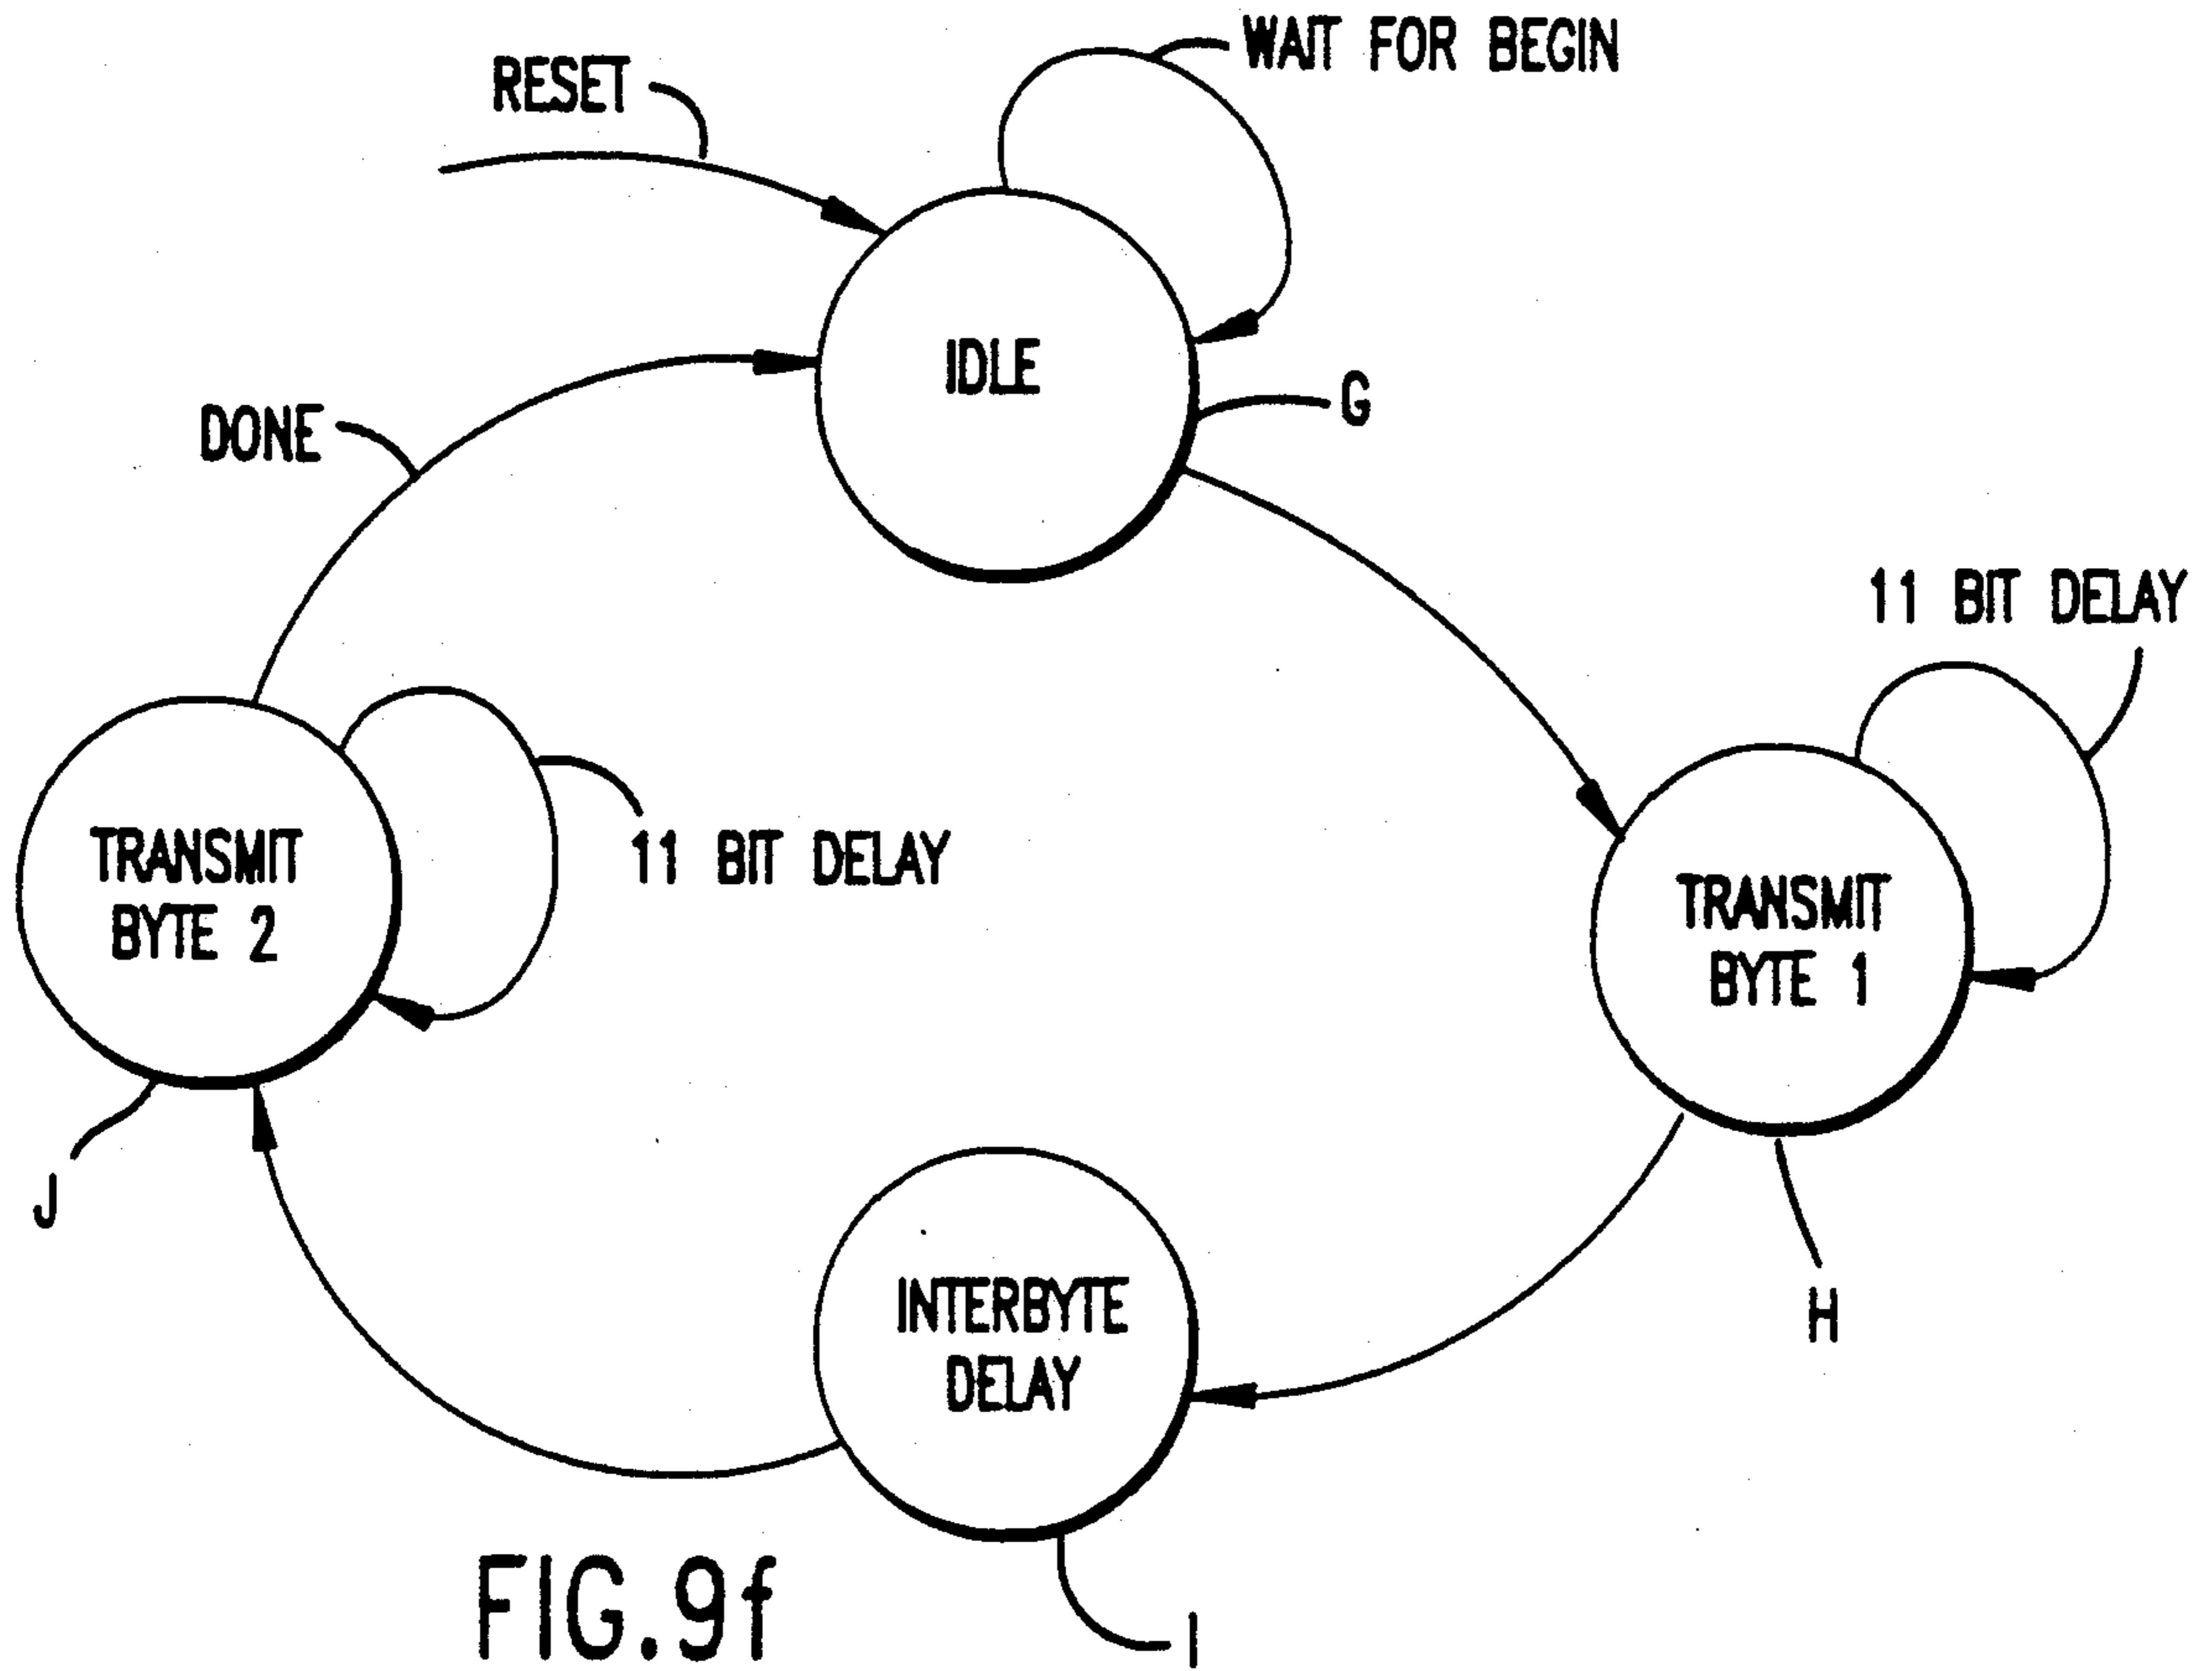 WAIT FOR BEGIN
RESET
IDLE
G
DONE
11 BIT DELAY
11 BIT DELAY
TRANSMIT
BYTE 2
TRANSMIT
BYTE 1
J
H
INTERBYTE
DELAY
I
FIG.9f